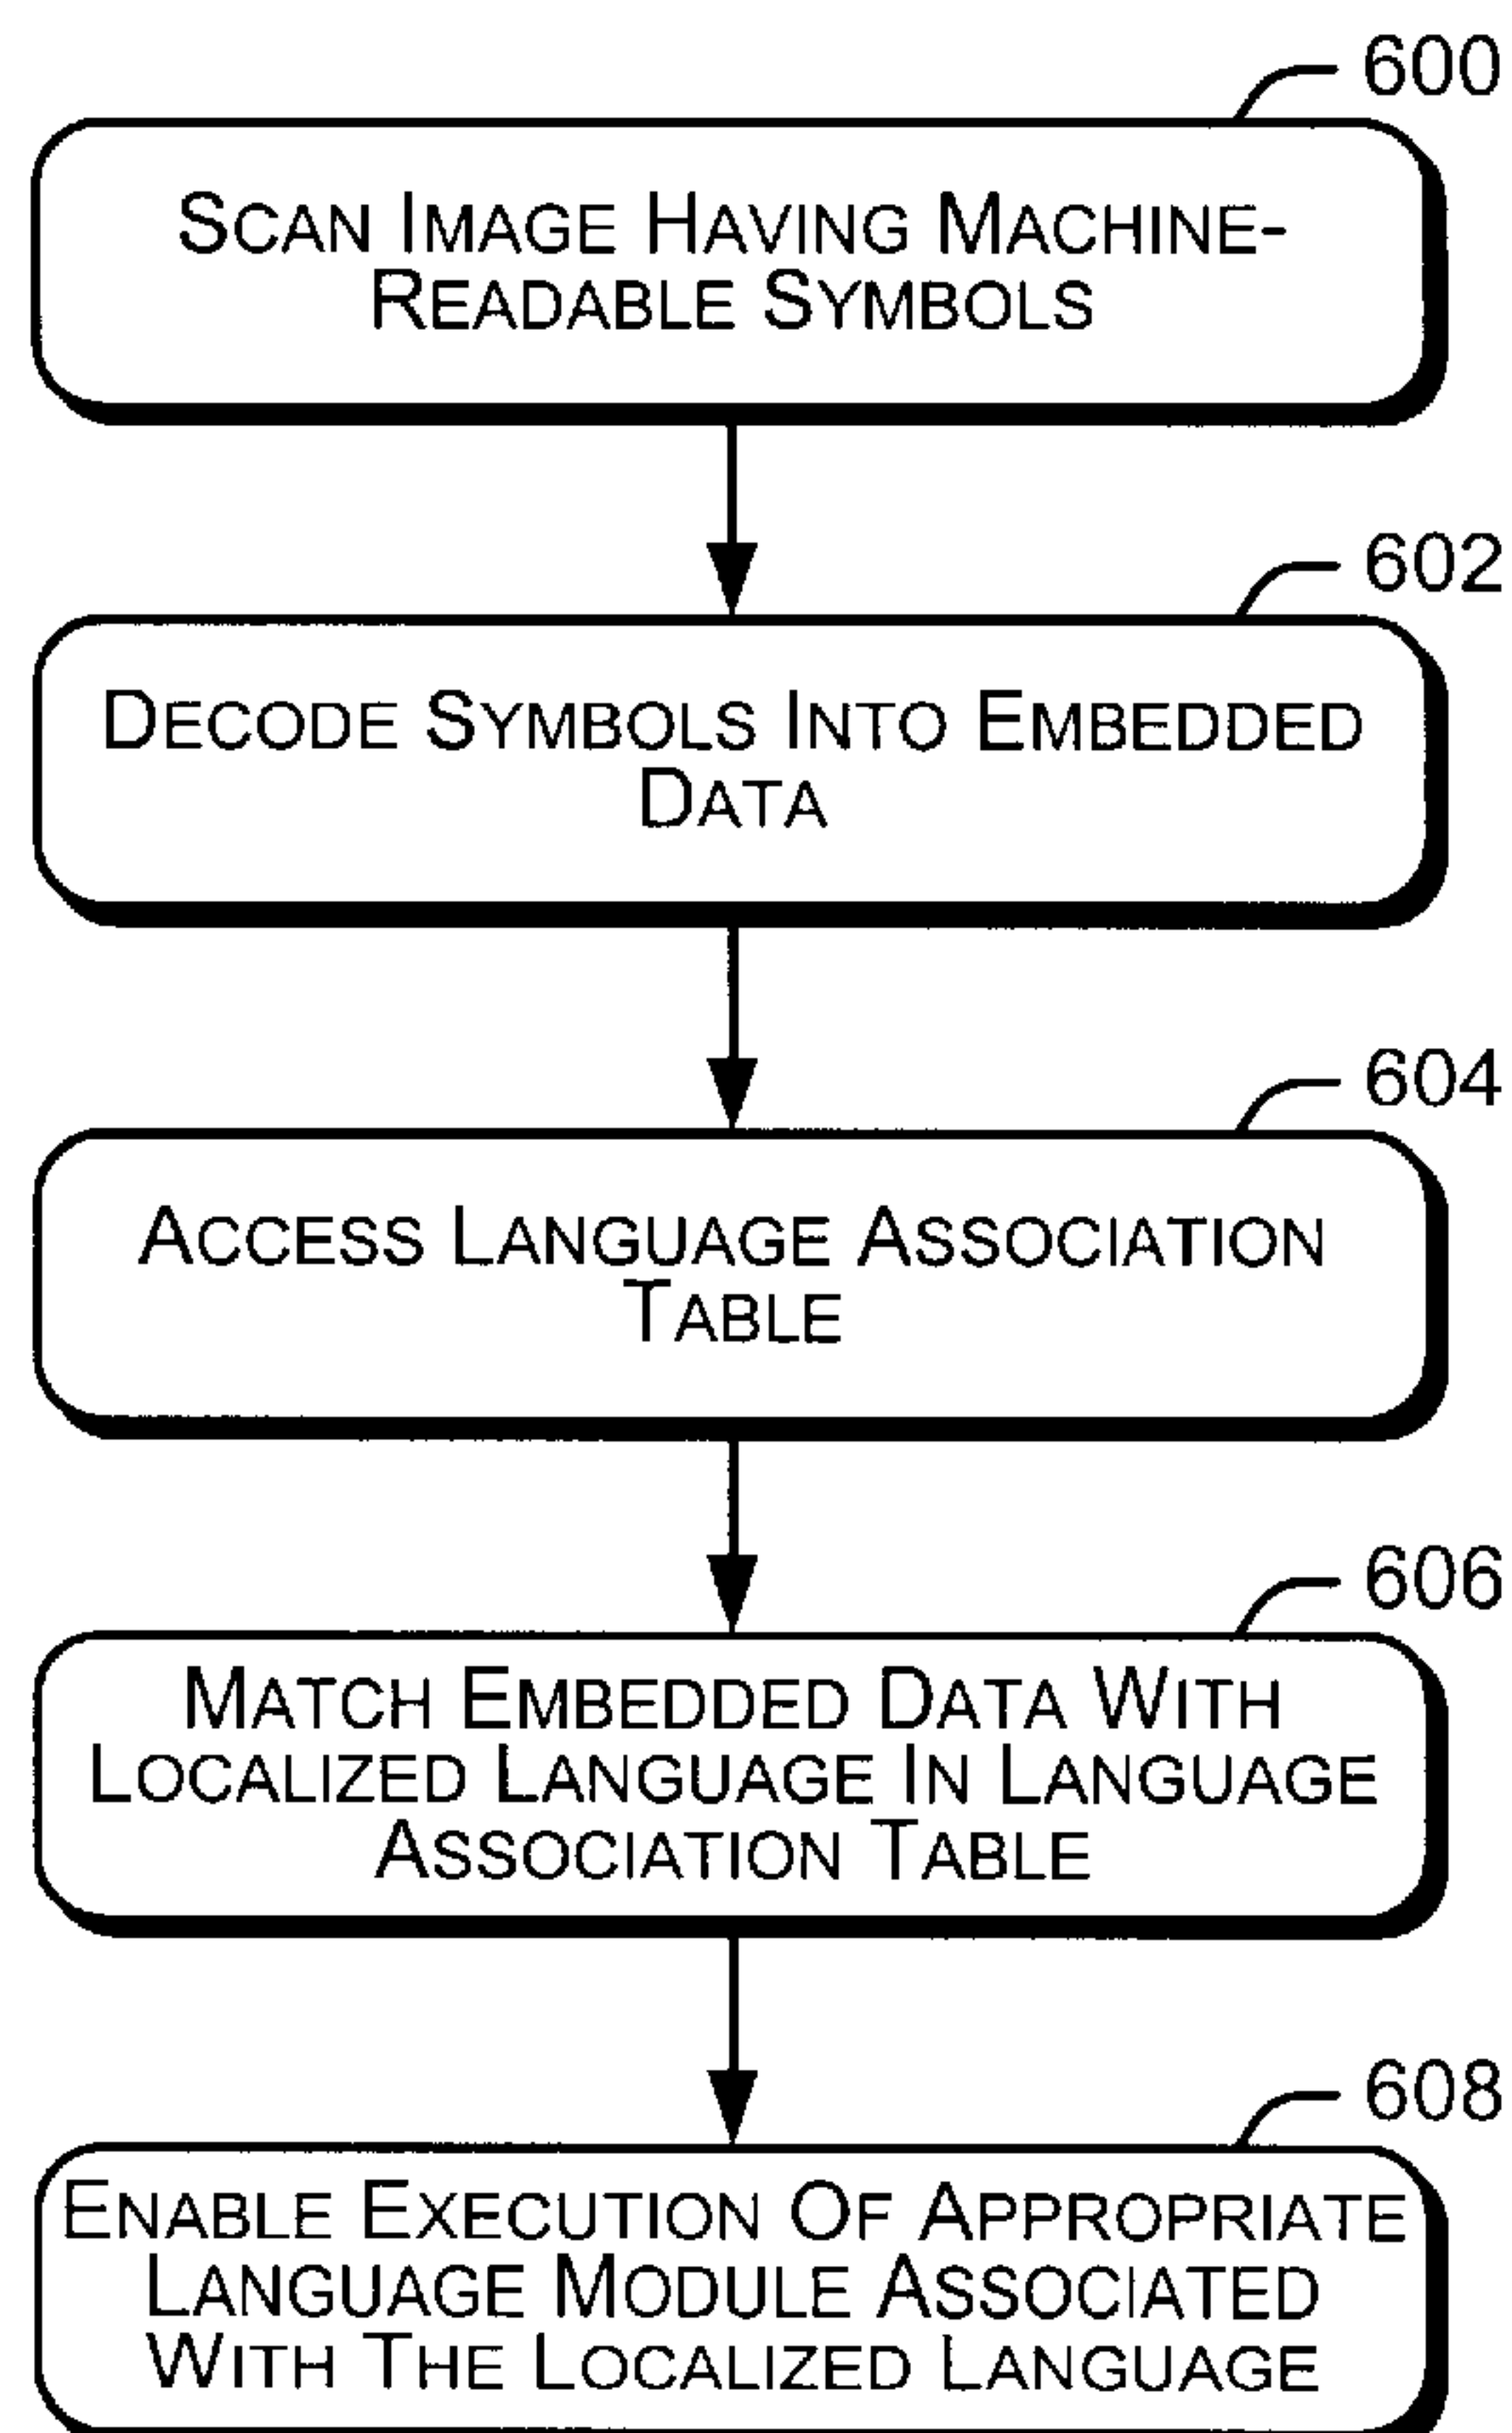 600
SCAN IMAGE HAVING MACHINE-
READABLE SYMBOLS
602
DECODE SYMBOLS INTO EMBEDDED
DATA
604
ACCESS LANGUAGE ASSOCIATION
TABLE
606
MATCH EMBEDDED DATA WITH
LOCALIZED LANGUAGE IN LANGUAGE
ASSOCIATION TABLE
608
ENABLE EXECUTION OF APPROPRIATE
LANGUAGE MODULE ASSOCIATED
WITH THE LOCALIZED LANGUAGE